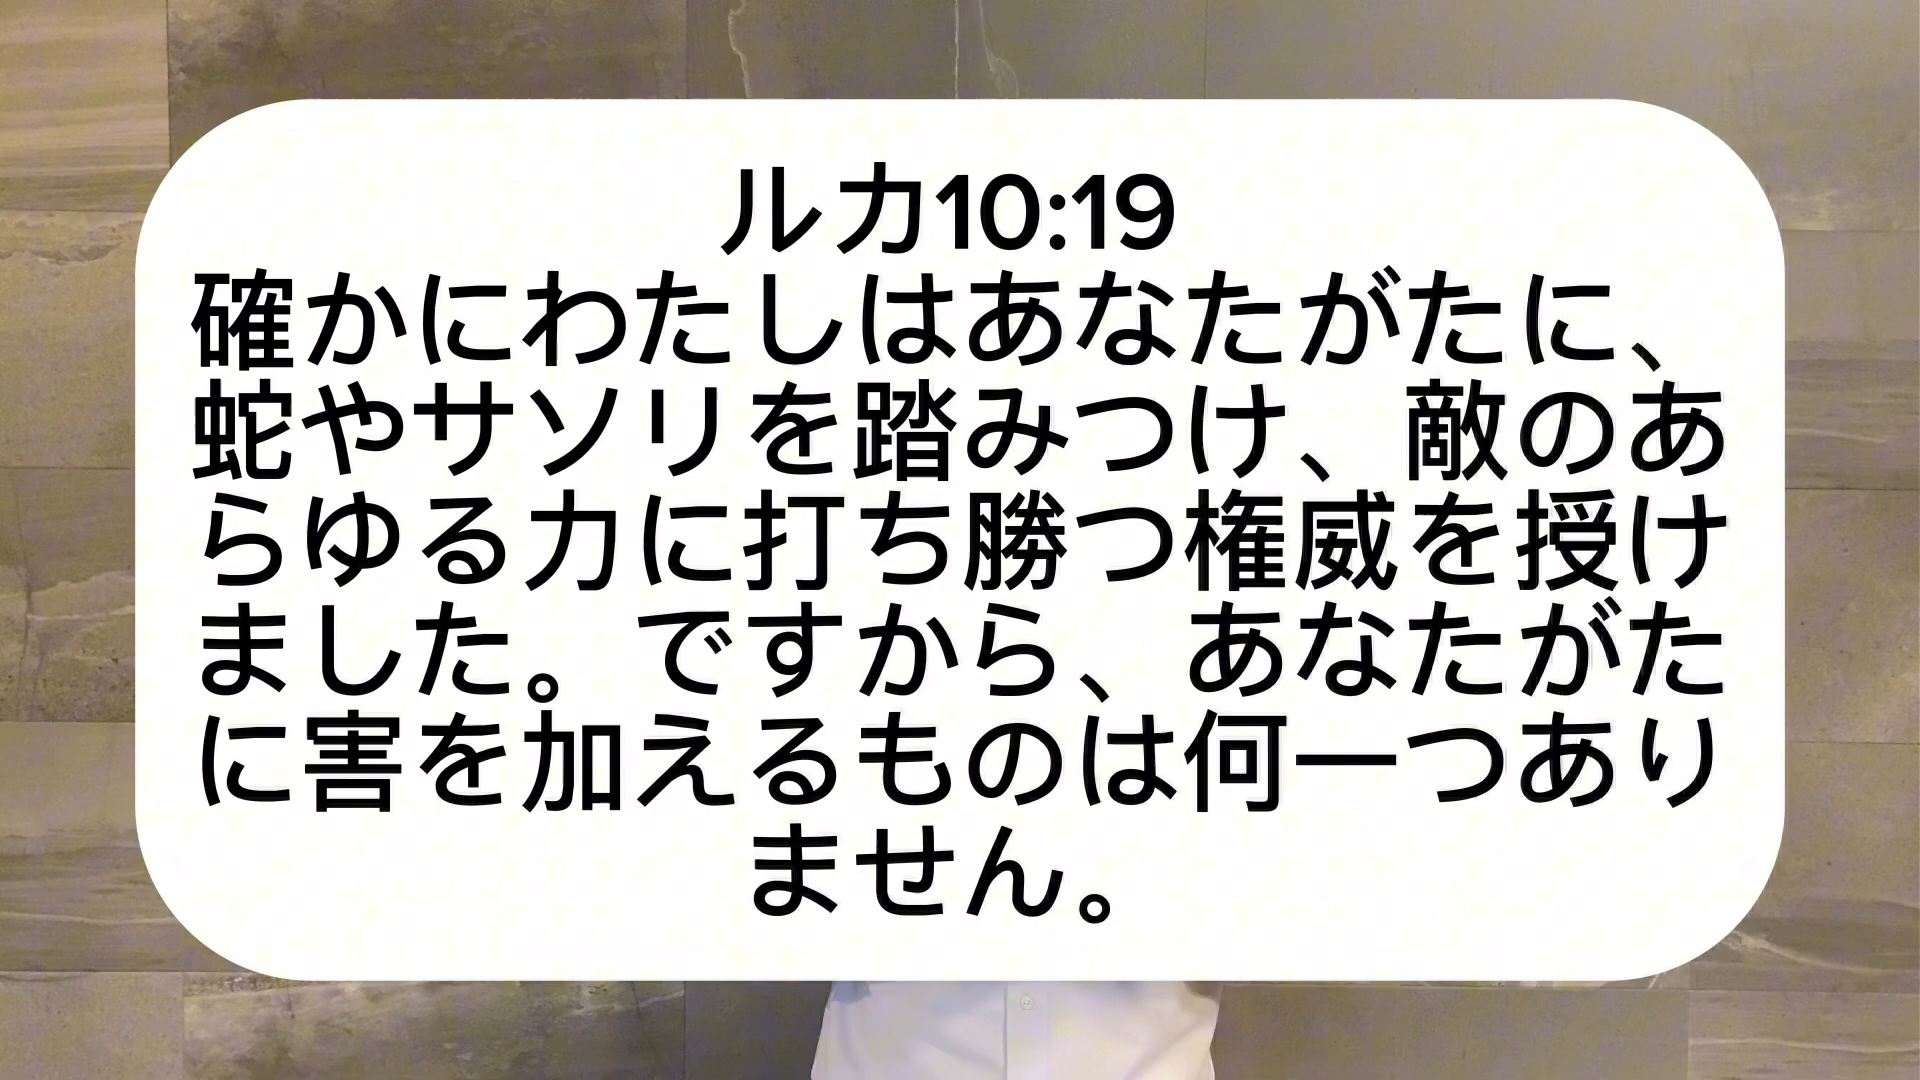 ルカ10:19
確かにわたしはあなたがたに、
蛇やサソリを踏みつけ、敵のあ
らゆる力に打ち勝つ権威を授け
ました。ですから、あなたがた
に害を加えるものは何一つあり
ません。